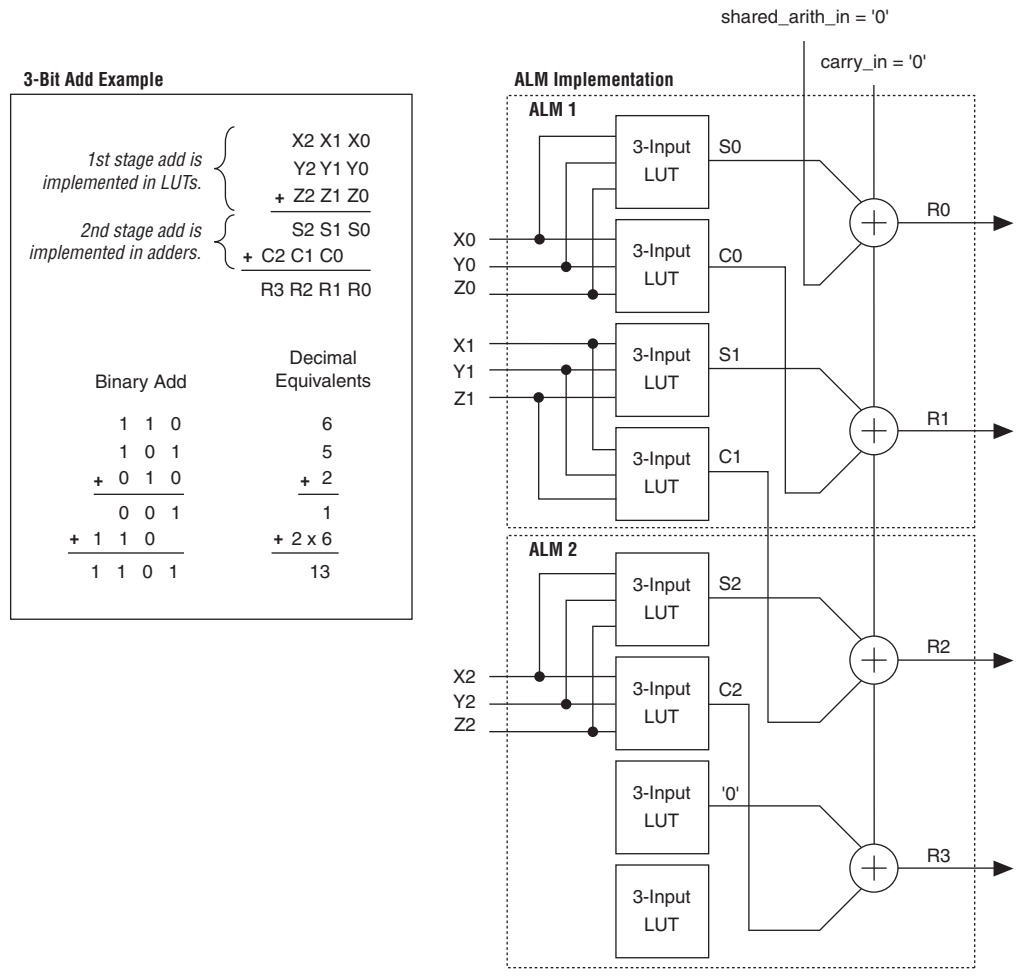 shared_arith_in = '0'
carry_in = '0'
3-Bit Add Example
1st stage add is
implemented in LUTs.
X2 X1 X0
Y2 Y1 Y0
+ Z2 Z1 Z0
2nd stage add is
implemented in adders.
S2 S1 S0
+ C2 C1 C0
R3 R2 R1 R0
Binary Add
1 1 0
1 0 1
+ 0 1 0
0 0 1
+ 1 1 0
1 1 0 1
Decimal
Equivalents
6
5
+ 2
1
+ 2 x 6
13
ALM Implementation
ALM 1
3-Input
LUT
S0
R0
X0
Y0
Z0
3-Input
LUT
C0
X1
Y1
Z1
3-Input
LUT
S1
R1
3-Input
LUT
C1
ALM 2
3-Input
LUT
S2
R2
X2
Y2
Z2
3-Input
LUT
C2
3-Input
LUT
'0'
R3
3-Input
LUT